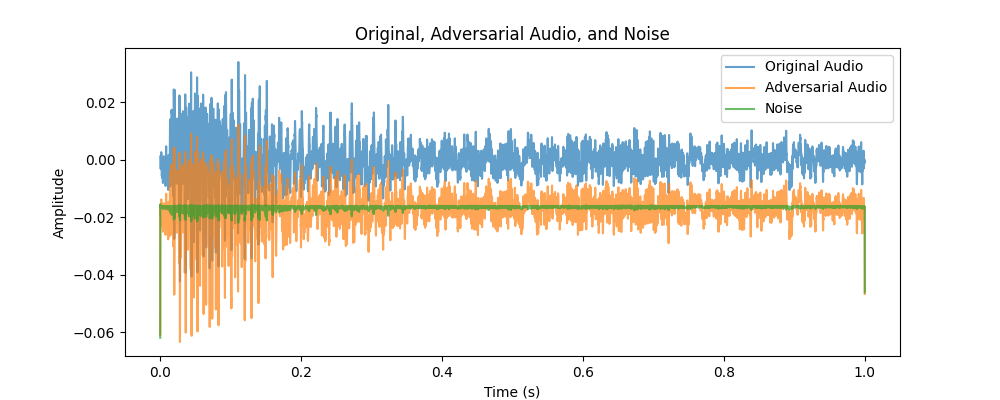 Original, Adversarial Audio, and Noise
Original Audio
Adversarial Audio
Noise
Amplitude
0.02
0.00
−0.02
−0.04
−0.06
0.0 0.2 0.4 0.6 0.8 1.0
Time (s)